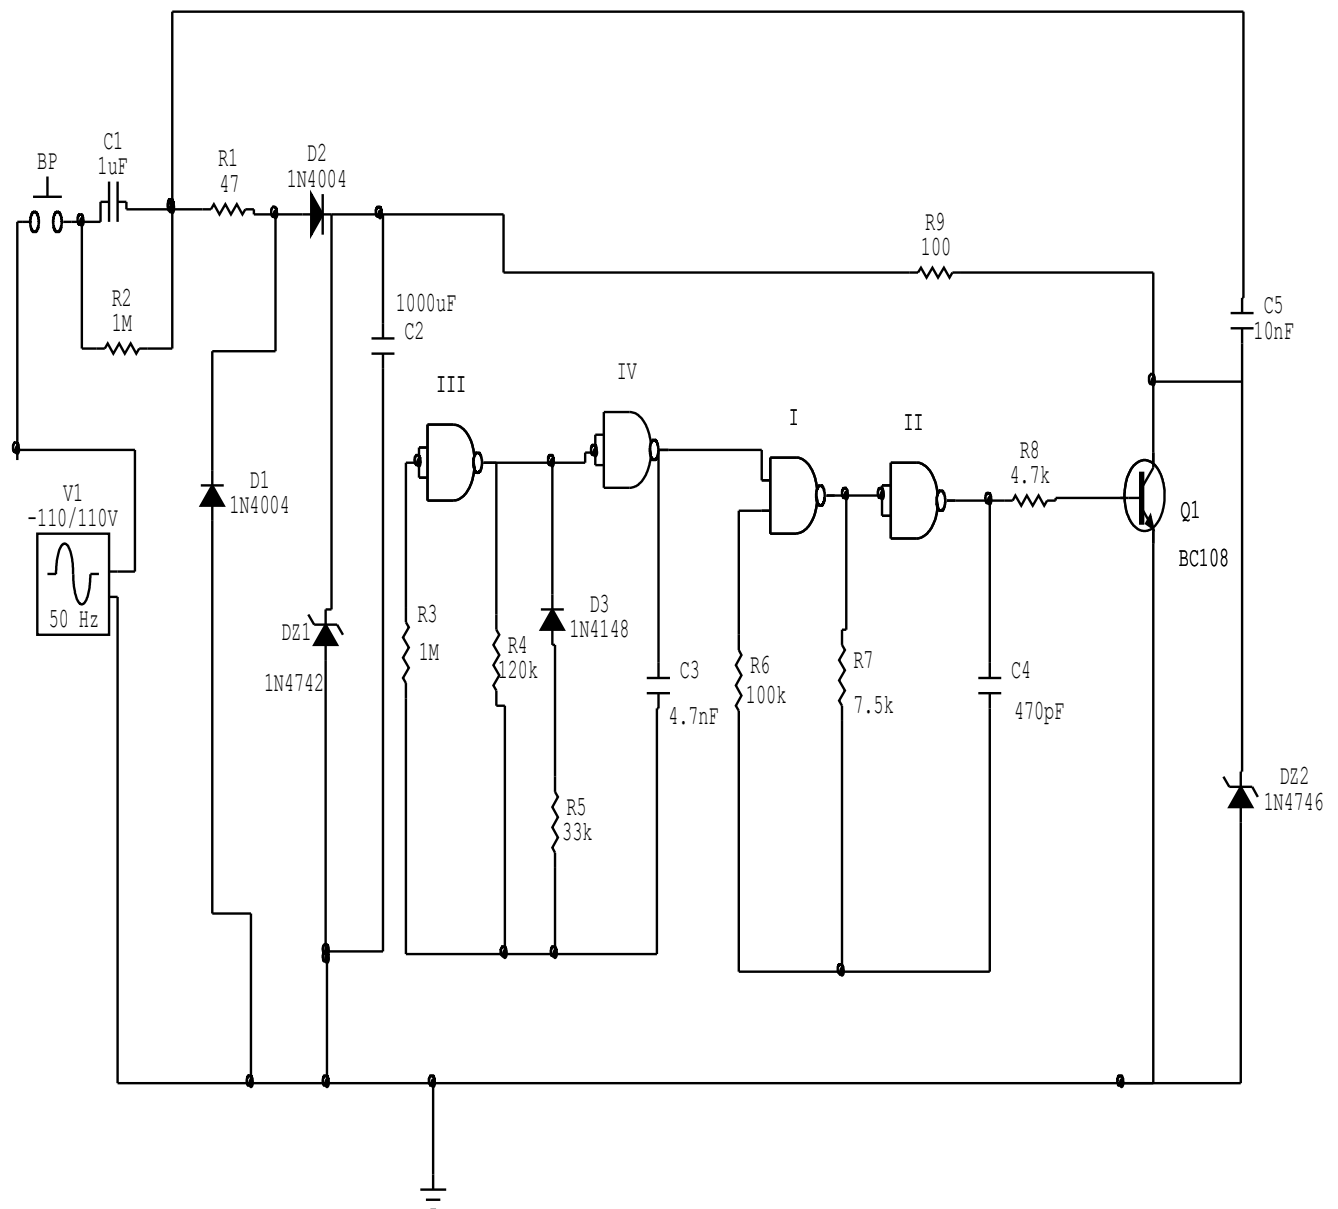 C1
1uF
BP
R1
47
D2
1N4004
R9
100
R2
1M
1000uF
C2
C5
10nF
III
IV
I
II
R8
4.7k
V1
-110/110V
50 Hz
D1
1N4004
Q1
BC108
DZ1
1N4742
R3
1M
R4
120k
D3
1N4148
C3
4.7nF
R6
100k
R7
7.5k
C4
470pF
R5
33k
DZ2
1N4746